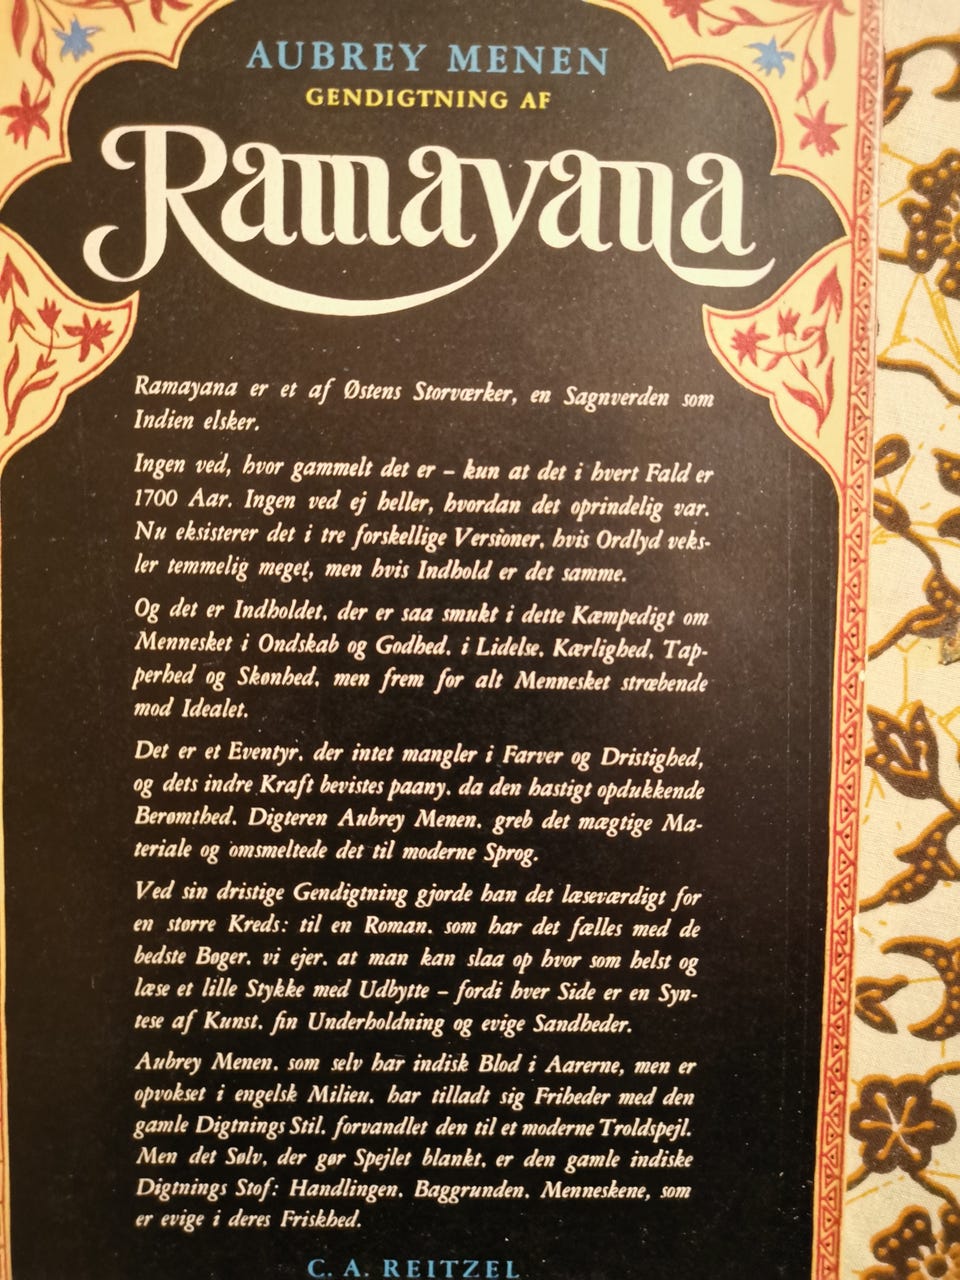 AUBREY MENEN
GENDIGTNING AF
Ramayana
Ramayana er et af Østens Storværker, en Sagnverden som
Indien elsker.
Ingen ved, hvor gammelt det er – kun at det i hvert Fald er
1700 Aar. Ingen ved ej heller, hvordan det oprindelig var.
Nu eksisterer det i tre forskellige Versioner, hvis Ordlyd veks-
ler temmelig meget, men hvis Indhold er det samme.
Og det er Indholdet, der er saa smukt i dette Kæmpedigt om
Mennesket i Ondskab og Godhed, i Lidelse, Kærlighed, Tap-
perhed og Skønhed, men frem for alt Mennesket stræbende
mod Idealet.
Det er et Eventyr, der intet mangler i Farver og Dristighed,
og dets indre Kraft bevistes paany, da den hastigt opdukkende
Berømthed, Digteren Aubrey Menen, greb det mægtige Ma-
teriale og omsmeltede det til moderne Sprog.
Ved sin dristige Gendigtning gjorde han det læseværdigt for
en større Kreds: til en Roman, som har det fælles med de
bedste Bøger, vi ejer, at man kan slaa op hvor som helst og
læse et lille Stykke med Udbytte – fordi hver Side er en Syn-
tese af Kunst, fin Underholdning og evige Sandheder.
Aubrey Menen, som selv har indisk Blod i Aarerne, men er
opvokset i engelsk Milieu, har tilladt sig Friheder med den
gamle Digtnings Stil, forvandlet den til et moderne Troldspejl.
Men det Sølv, der gør Spejlet blankt, er den gamle indiske
Digtnings Stof: Handlingen, Baggrunden, Menneskene, som
er evige i deres Friskhed.
C. A. REITZEL